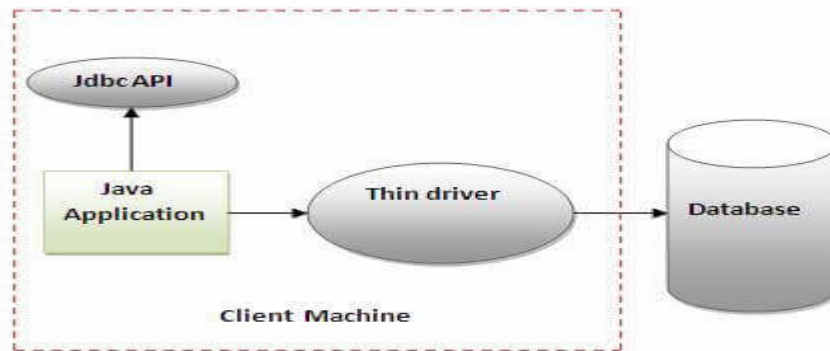 Jdbc API
Java
Application
Thin driver
Database
Client Machine